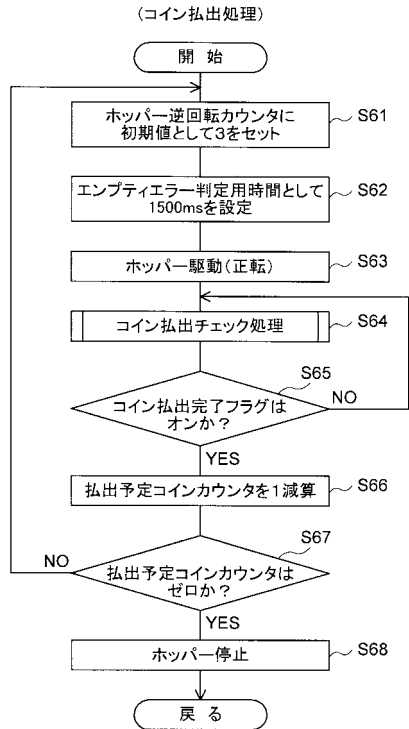 (コイン払出処理)
開 始
ホッパー逆回転カウンタに
初期値として3をセット
S61
エンプティエラー判定用時間として
1500msを設定
S62
ホッパー駆動(正転)
S63
コイン払出チェック処理
S64
S65
コイン払出完了フラグは
オンか?
NO
YES
払出予定コインカウンタを1減算
S66
S67
NO
払出予定コインカウンタは
ゼロか?
YES
ホッパー停止
S68
戻 る